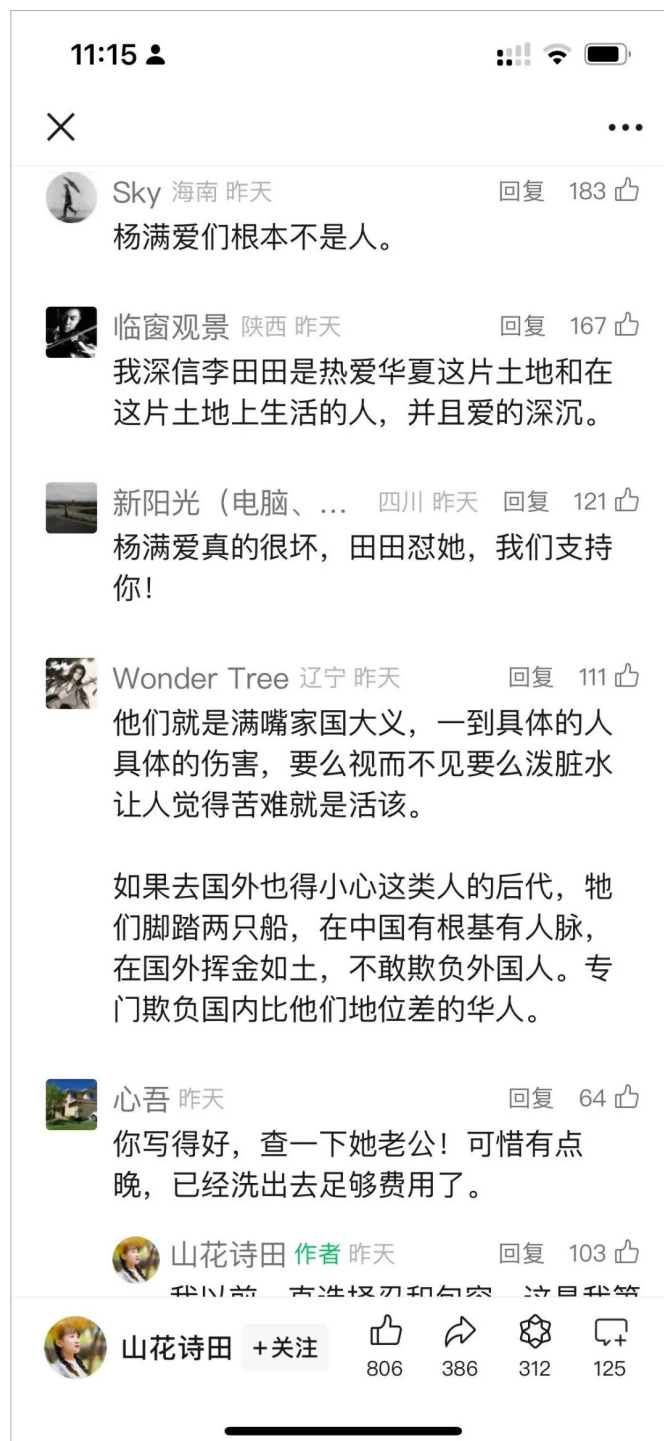 11:15
Sky 海南 昨天 回复 183
杨满爱们根本不是人。
临窗观景 陕西 昨天 回复 167
我深信李田田是热爱华夏这片土地和在
这片土地上生活的人，并且爱的深沉。
新阳光（电脑、... 四川 昨天 回复 121
杨满爱真的很坏，田田怼她，我们支持
你！
Wonder Tree 辽宁 昨天 回复 111
他们就是满嘴家国大义，一到具体的人
具体的伤害，要么视而不见要么泼脏水
让人觉得苦难就是活该。
如果去国外也得小心这类人的后代，牠
们脚踏两只船，在中国有根基有人脉，
在国外挥金如土，不敢欺负外国人。专
门欺负国内比他们地位差的华人。
心吾 昨天 回复 64
你写得好，查一下她老公！可惜有点
晚，已经洗出去足够费用了。
山花诗田 作者 昨天 回复 103
山花诗田 +关注 806 386 312 125